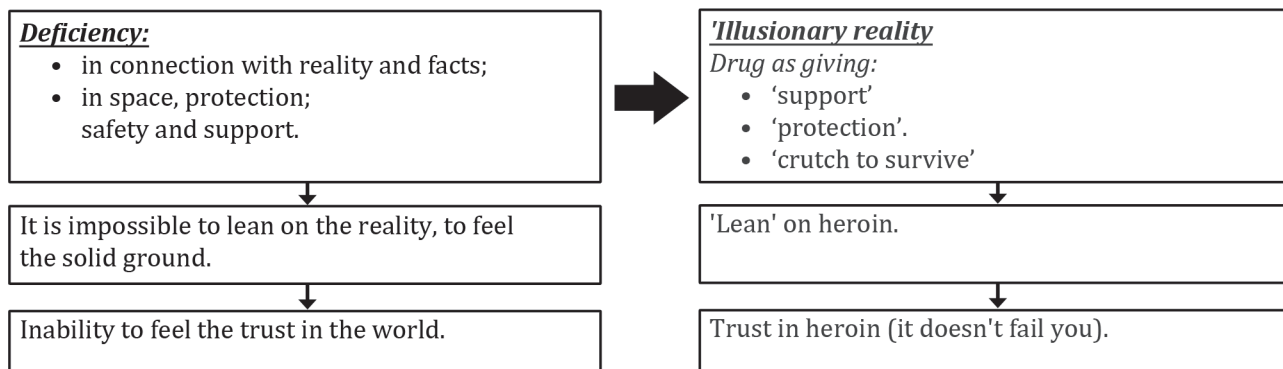 Deficiency:
• in connection with reality and facts;
• in space, protection;
safety and support.
It is impossible to lean on the reality, to feel
the solid ground.
Inability to feel the trust in the world.
'Illusionary reality
Drug as giving:
• ‘support’
• ‘protection’.
• ‘crutch to survive’
'Lean' on heroin.
Trust in heroin (it doesn't fail you).